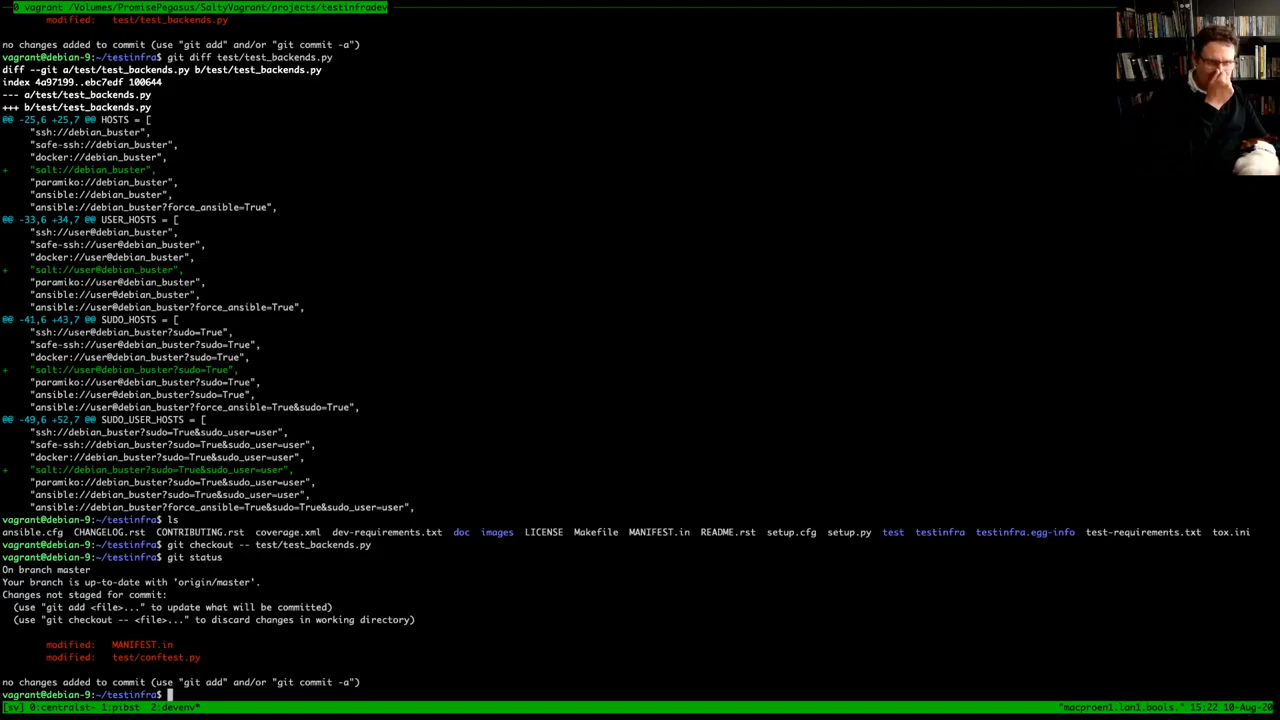 0 vagrant /Volumes/PromisePegasus/SaltyVagrant/projects/testinfradev
modified:   test/test_backends.py
no changes added to commit (use "git add" and/or "git commit -a")
vagrant@debian-9:~/testinfra$ git diff test/test_backends.py
diff --git a/test/test_backends.py b/test/test_backends.py
index 4a97199..ebc7edf 100644
--- a/test/test_backends.py
+++ b/test/test_backends.py
@@ -25,6 +25,7 @@ HOSTS = [
"ssh://debian_buster",
"safe-ssh://debian_buster",
"docker://debian_buster",
+    "salt://debian_buster",
"paramiko://debian_buster",
"ansible://debian_buster",
"ansible://debian_buster?force_ansible=True",
@@ -33,6 +34,7 @@ USER_HOSTS = [
"ssh://user@debian_buster",
"safe-ssh://user@debian_buster",
"docker://user@debian_buster",
+    "salt://user@debian_buster",
"paramiko://user@debian_buster",
"ansible://user@debian_buster",
"ansible://user@debian_buster?force_ansible=True",
@@ -41,6 +43,7 @@ SUDO_HOSTS = [
"ssh://user@debian_buster?sudo=True",
"safe-ssh://user@debian_buster?sudo=True",
"docker://user@debian_buster?sudo=True",
+    "salt://user@debian_buster?sudo=True",
"paramiko://user@debian_buster?sudo=True",
"ansible://user@debian_buster?sudo=True",
"ansible://user@debian_buster?force_ansible=True&sudo=True",
@@ -49,6 +52,7 @@ SUDO_USER_HOSTS = [
"ssh://debian_buster?sudo=True&sudo_user=user",
"safe-ssh://debian_buster?sudo=True&sudo_user=user",
"docker://debian_buster?sudo=True&sudo_user=user",
+    "salt://debian_buster?sudo=True&sudo_user=user",
"paramiko://debian_buster?sudo=True&sudo_user=user",
"ansible://debian_buster?sudo=True&sudo_user=user",
"ansible://debian_buster?force_ansible=True&sudo=True&sudo_user=user",
vagrant@debian-9:~/testinfra$ ls
ansible.cfg  CHANGELOG.rst  CONTRIBUTING.rst  coverage.xml  dev-requirements.txt  doc  images  LICENSE  Makefile  MANIFEST.in  README.rst  setup.cfg  setup.py  test  testinfra  testinfra.egg-info  test-requirements.txt  tox.ini
vagrant@debian-9:~/testinfra$ git checkout -- test/test_backends.py
vagrant@debian-9:~/testinfra$ git status
On branch master
Your branch is up-to-date with 'origin/master'.
Changes not staged for commit:
(use "git add <file>..." to update what will be committed)
(use "git checkout -- <file>..." to discard changes in working directory)
modified:   MANIFEST.in
modified:   test/conftest.py
no changes added to commit (use "git add" and/or "git commit -a")
vagrant@debian-9:~/testinfra$
[sv] 0:centralst- 1:pibst  2:devenv* "macproen1.lan1.bools." 15:22 10-Aug-20